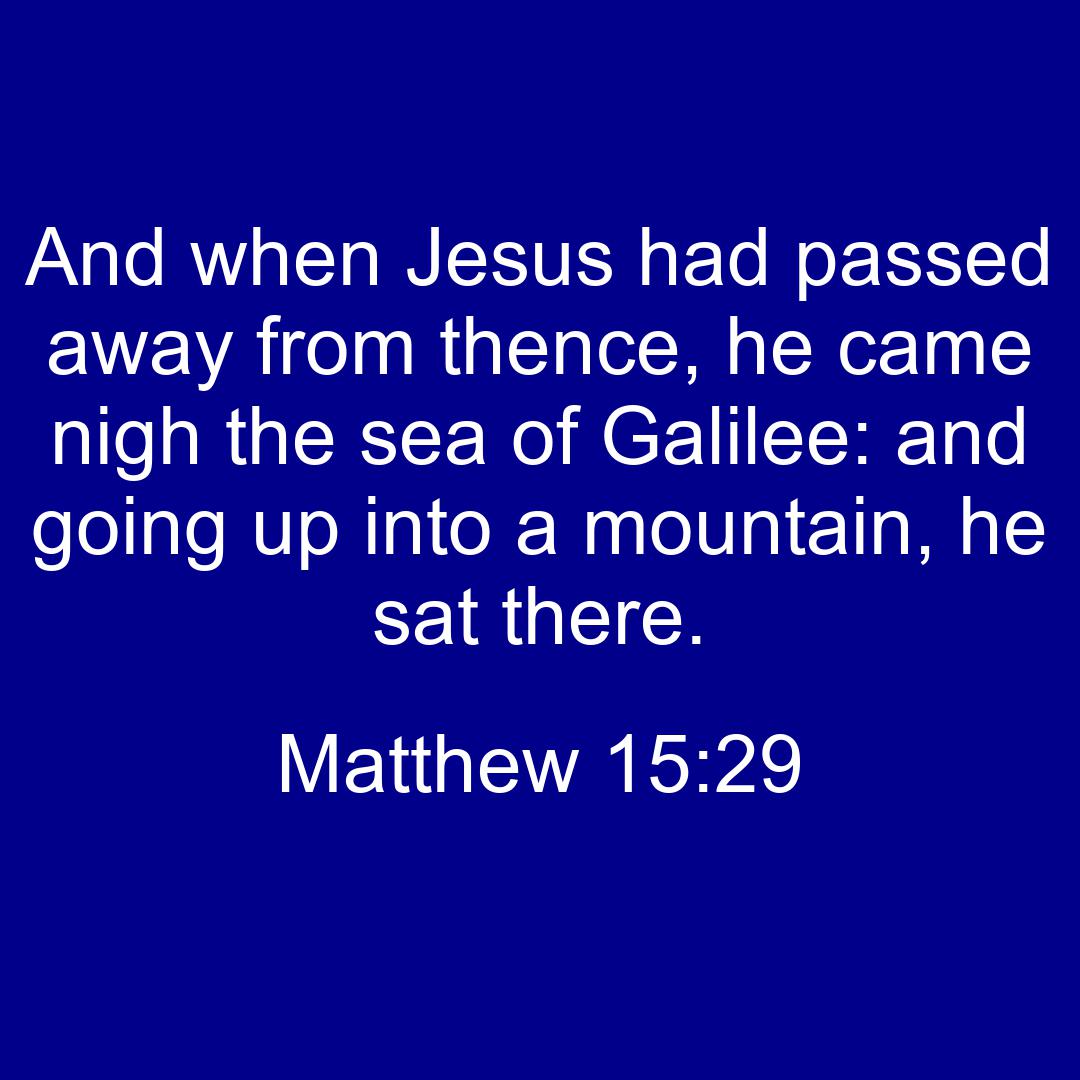 And when Jesus had passed
away from thence, he came
nigh the sea of Galilee: and
going up into a mountain, he
sat there.
Matthew 15:29